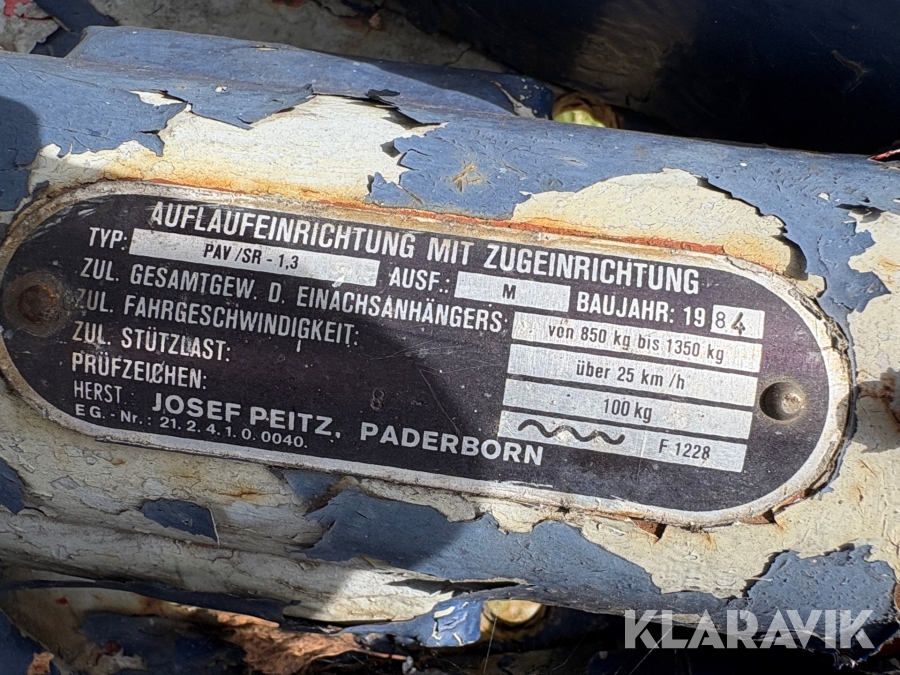 AUFLAUFEINRICHTUNG MIT ZUGEINRICHTUNG
TYP: PAV/SR - 1,3 AUSF.: M BAUJAHR: 1984
ZUL. GESAMTGEW. D. EINACHSANHÄNGERS: von 850 kg bis 1350 kg
ZUL. FAHRGESCHWINDIGKEIT: über 25 km/h
ZUL. STÜTZLAST: 100 kg
PRÜFZEICHEN: F 1228
HERST.: JOSEF PEITZ, PADERBORN
EG.-Nr.: 21.2.4.1.0.0040.
8
KLARAVIK